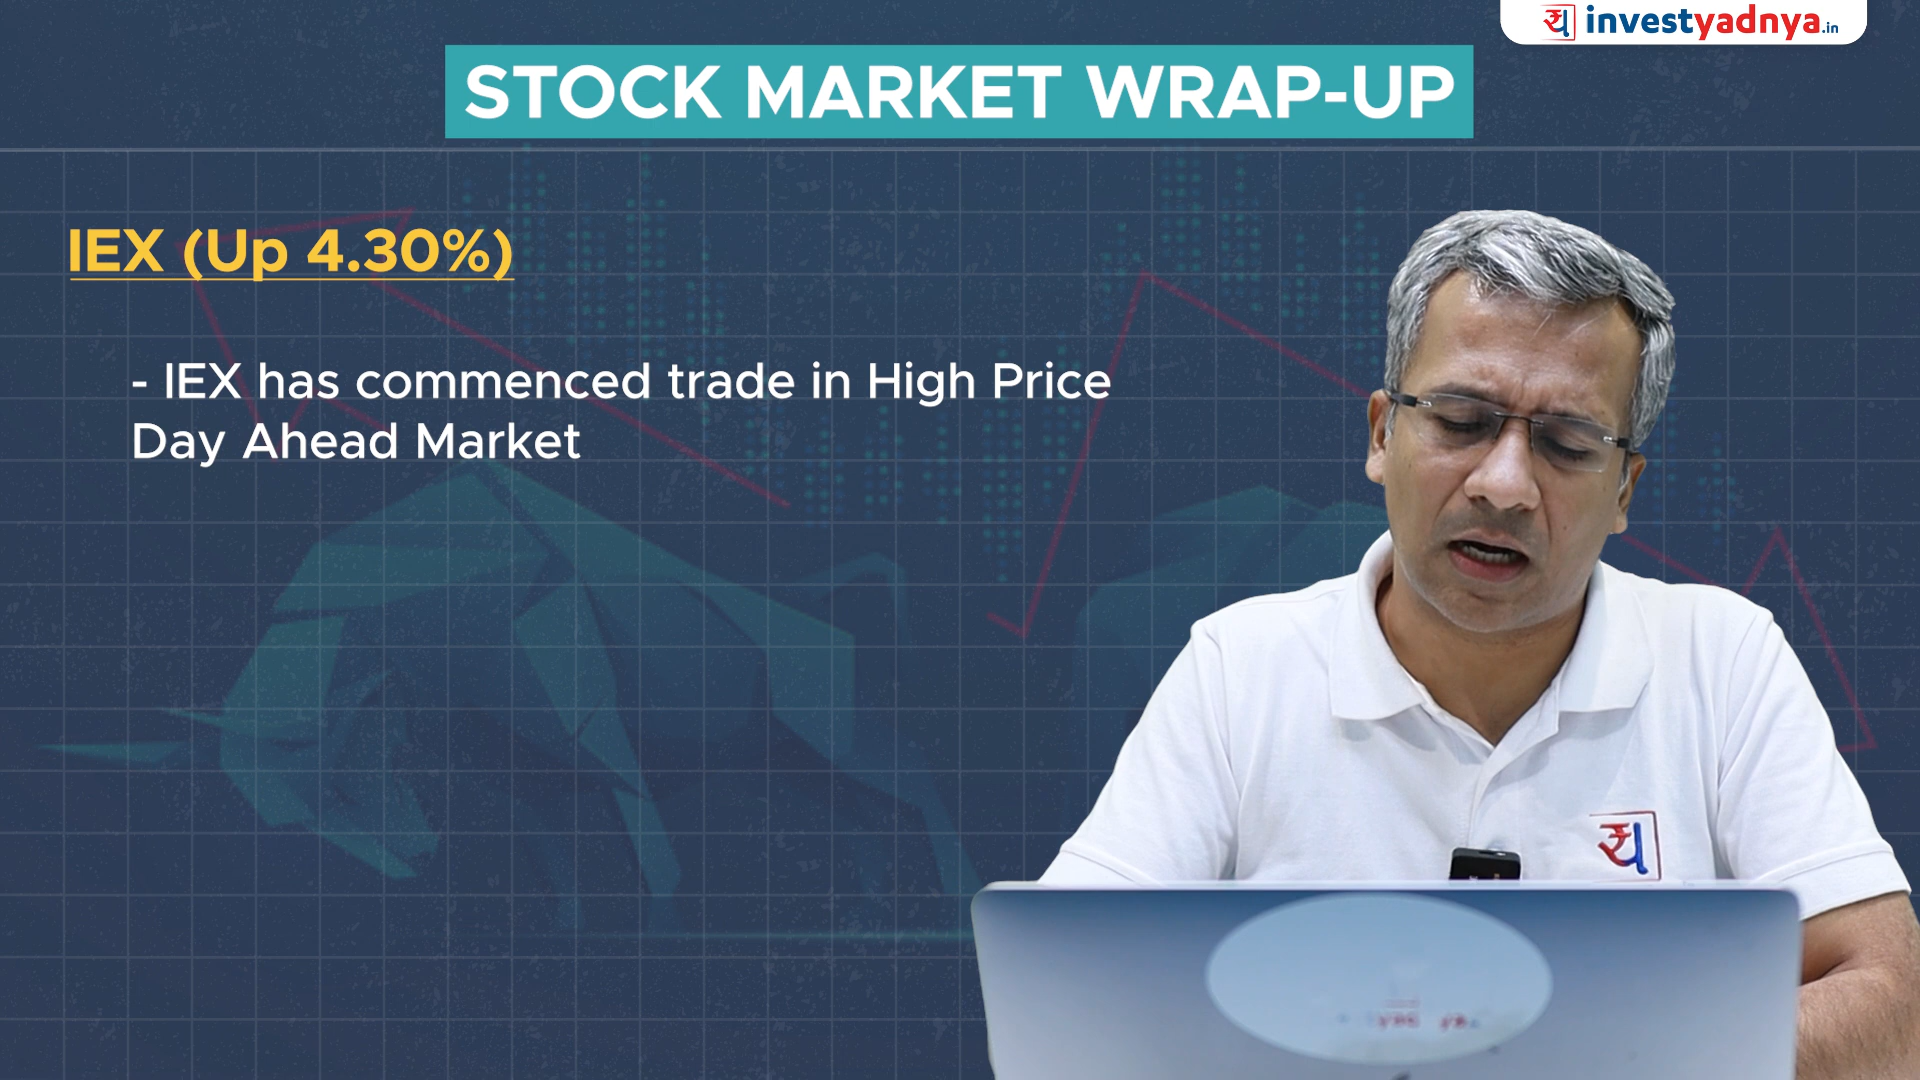 य investyadnya.in
STOCK MARKET WRAP-UP
IEX (Up 4.30%)
- IEX has commenced trade in High Price
Day Ahead Market
य